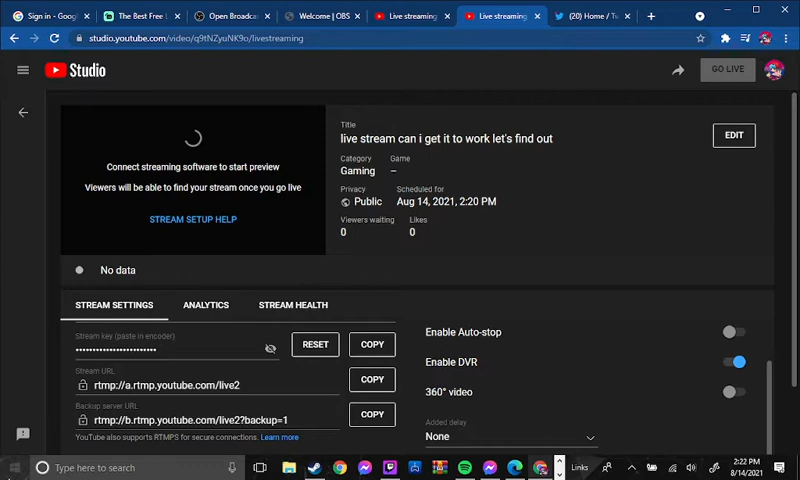 Sign in - Goog
The Best Free L
Open Broadca
Welcome | OBS
Live streaming
Live streaming
(20) Home / Tw
studio.youtube.com/video/q9tNZyuNK9o/livestreaming
Studio
GO LIVE
Connect streaming software to start preview
Viewers will be able to find your stream once you go live
STREAM SETUP HELP
Title
live stream can i get it to work let's find out
EDIT
Category
Game
Gaming
–
Privacy
Scheduled for
Public
Aug 14, 2021, 2:20 PM
Viewers waiting
Likes
0
0
No data
STREAM SETTINGS
ANALYTICS
STREAM HEALTH
Stream key (paste in encoder)
••••••••••••••••••••••••
RESET
COPY
Stream URL
rtmp://a.rtmp.youtube.com/live2
COPY
Backup server URL
rtmp://b.rtmp.youtube.com/live2?backup=1
COPY
YouTube also supports RTMPS for secure connections. Learn more
Enable Auto-stop
Enable DVR
360° video
Added delay
None
Type here to search
Links
2:22 PM
8/14/2021